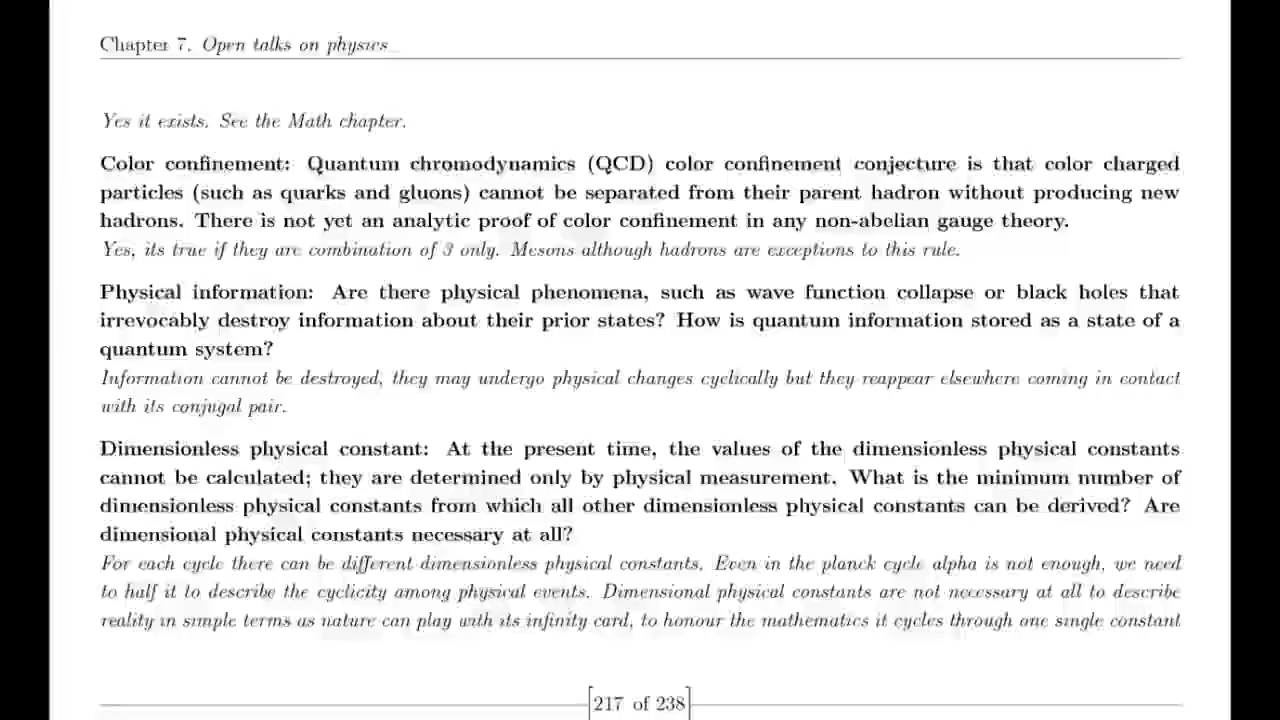 Chapter 7. Open talks on physics
Yes it exists. See the Math chapter.
Color confinement: Quantum chromodynamics (QCD) color confinement conjecture is that color charged
particles (such as quarks and gluons) cannot be separated from their parent hadron without producing new
hadrons. There is not yet an analytic proof of color confinement in any non-abelian gauge theory.
Yes, its true if they are combination of 3 only. Mesons although hadrons are exceptions to this rule.
Physical information: Are there physical phenomena, such as wave function collapse or black holes that
irrevocably destroy information about their prior states? How is quantum information stored as a state of a
quantum system?
Information cannot be destroyed, they may undergo physical changes cyclically but they reappear elsewhere coming in contact
with its conjugal pair.
Dimensionless physical constant: At the present time, the values of the dimensionless physical constants
cannot be calculated; they are determined only by physical measurement. What is the minimum number of
dimensionless physical constants from which all other dimensionless physical constants can be derived? Are
dimensional physical constants necessary at all?
For each cycle there can be different dimensionless physical constants. Even in the planck cycle alpha is not enough, we need
to half it to describe the cyclicity among physical events. Dimensional physical constants are not necessary at all to describe
reality in simple terms as nature can play with its infinity card, to honour the mathematics it cycles through one single constant
217 of 238